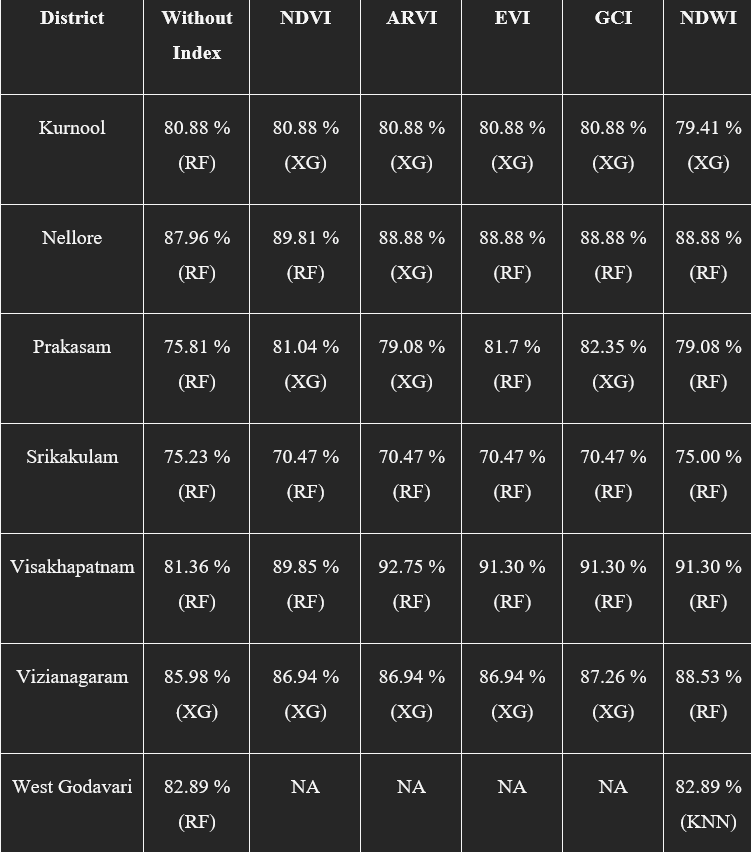 District Without Index NDVI ARVI EVI GCI NDWI
Kurnool 80.88 % (RF) 80.88 % (XG) 80.88 % (XG) 80.88 % (XG) 80.88 % (XG) 79.41 % (XG)
Nellore 87.96 % (RF) 89.81 % (RF) 88.88 % (XG) 88.88 % (RF) 88.88 % (RF) 88.88 % (RF)
Prakasam 75.81 % (RF) 81.04 % (XG) 79.08 % (XG) 81.7 % (RF) 82.35 % (XG) 79.08 % (RF)
Srikakulam 75.23 % (RF) 70.47 % (RF) 70.47 % (RF) 70.47 % (RF) 70.47 % (RF) 75.00 % (RF)
Visakhapatnam 81.36 % (RF) 89.85 % (RF) 92.75 % (RF) 91.30 % (RF) 91.30 % (RF) 91.30 % (RF)
Vizianagaram 85.98 % (XG) 86.94 % (XG) 86.94 % (XG) 86.94 % (XG) 87.26 % (XG) 88.53 % (RF)
West Godavari 82.89 % (RF) NA NA NA NA 82.89 % (KNN)